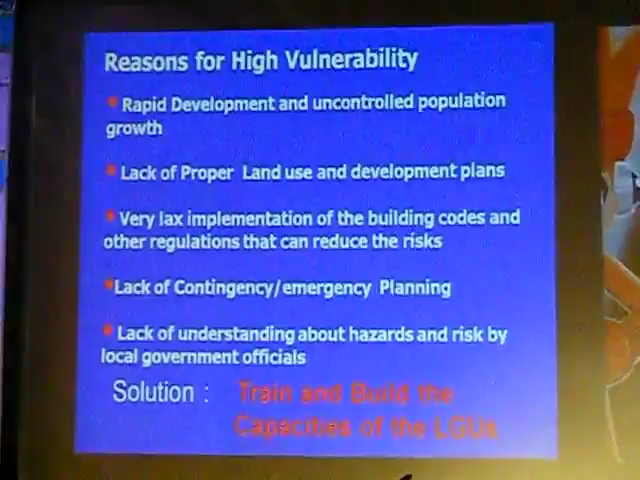 Reasons for High Vulnerability
• Rapid Development and uncontrolled population
growth
• Lack of Proper Land use and development plans
• Very lax implementation of the building codes and
other regulations that can reduce the risks
• Lack of Contingency/emergency Planning
• Lack of understanding about hazards and risk by
local government officials
Solution : Train and Build the
Capacities of the LGUs